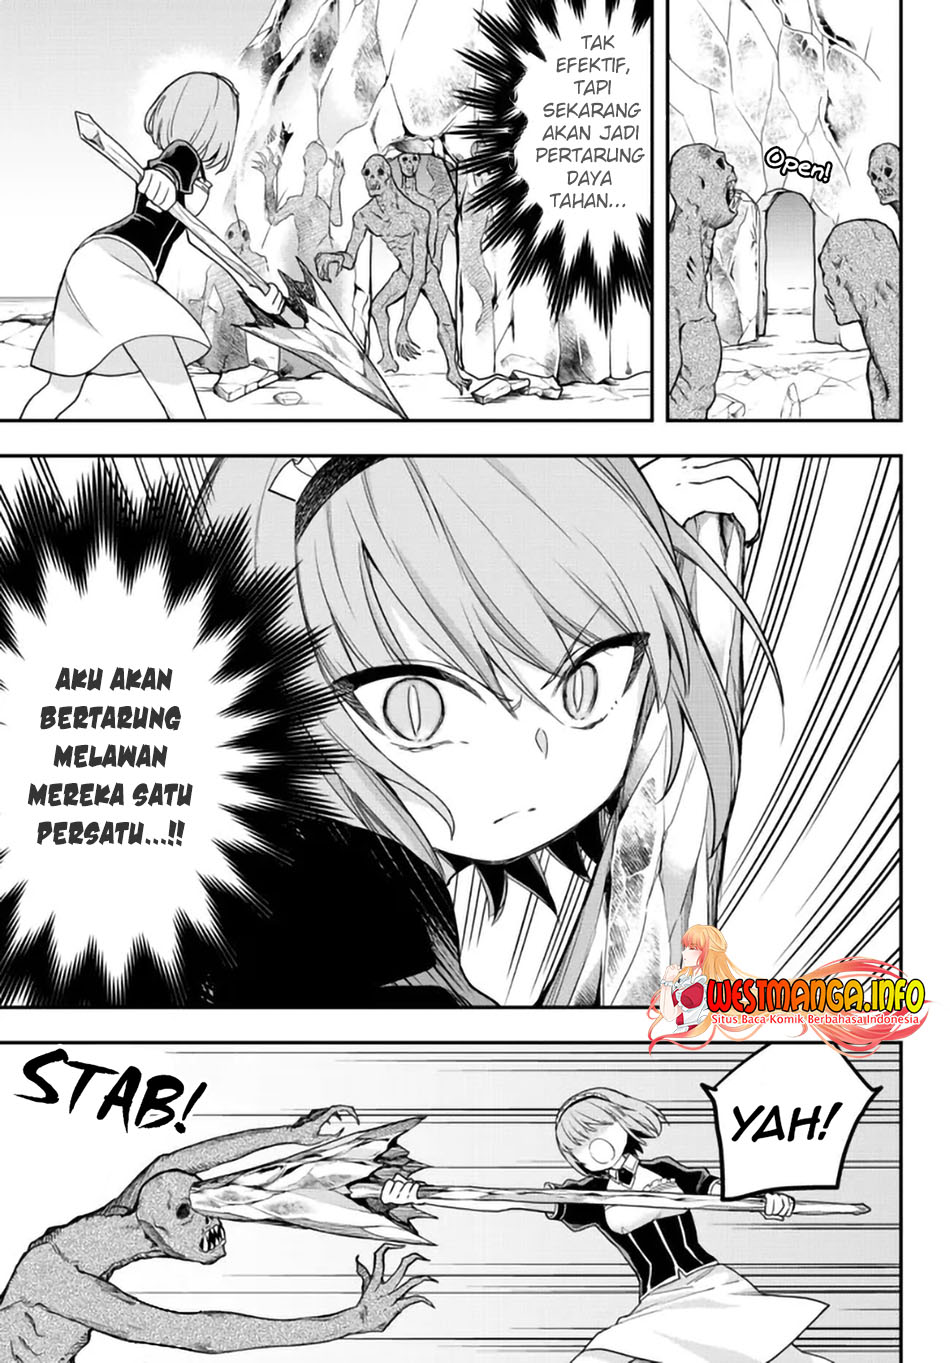 Open!
TAK
EFEKTIF,
TAPI
SEKARANG
AKAN JADI
PERTARUNG
DAYA
TAHAN...
AKU AKAN
BERTARUNG
MELAWAN
MEREKA SATU
PERSATU...!!
WESTMANGA.INFO
Situs Baca Komik Berbahasa Indonesia
YAH!
STAB!